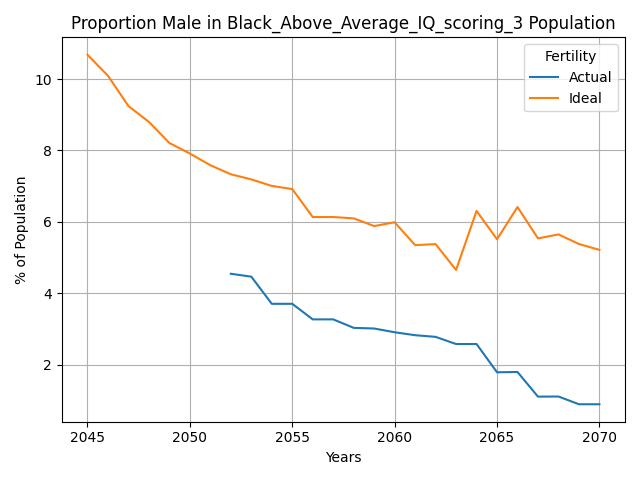 Proportion Male in Black_Above_Average_IQ_scoring_3 Population
Fertility
Actual
Ideal
% of Population
10
8
6
4
2
2045 2050 2055 2060 2065 2070
Years